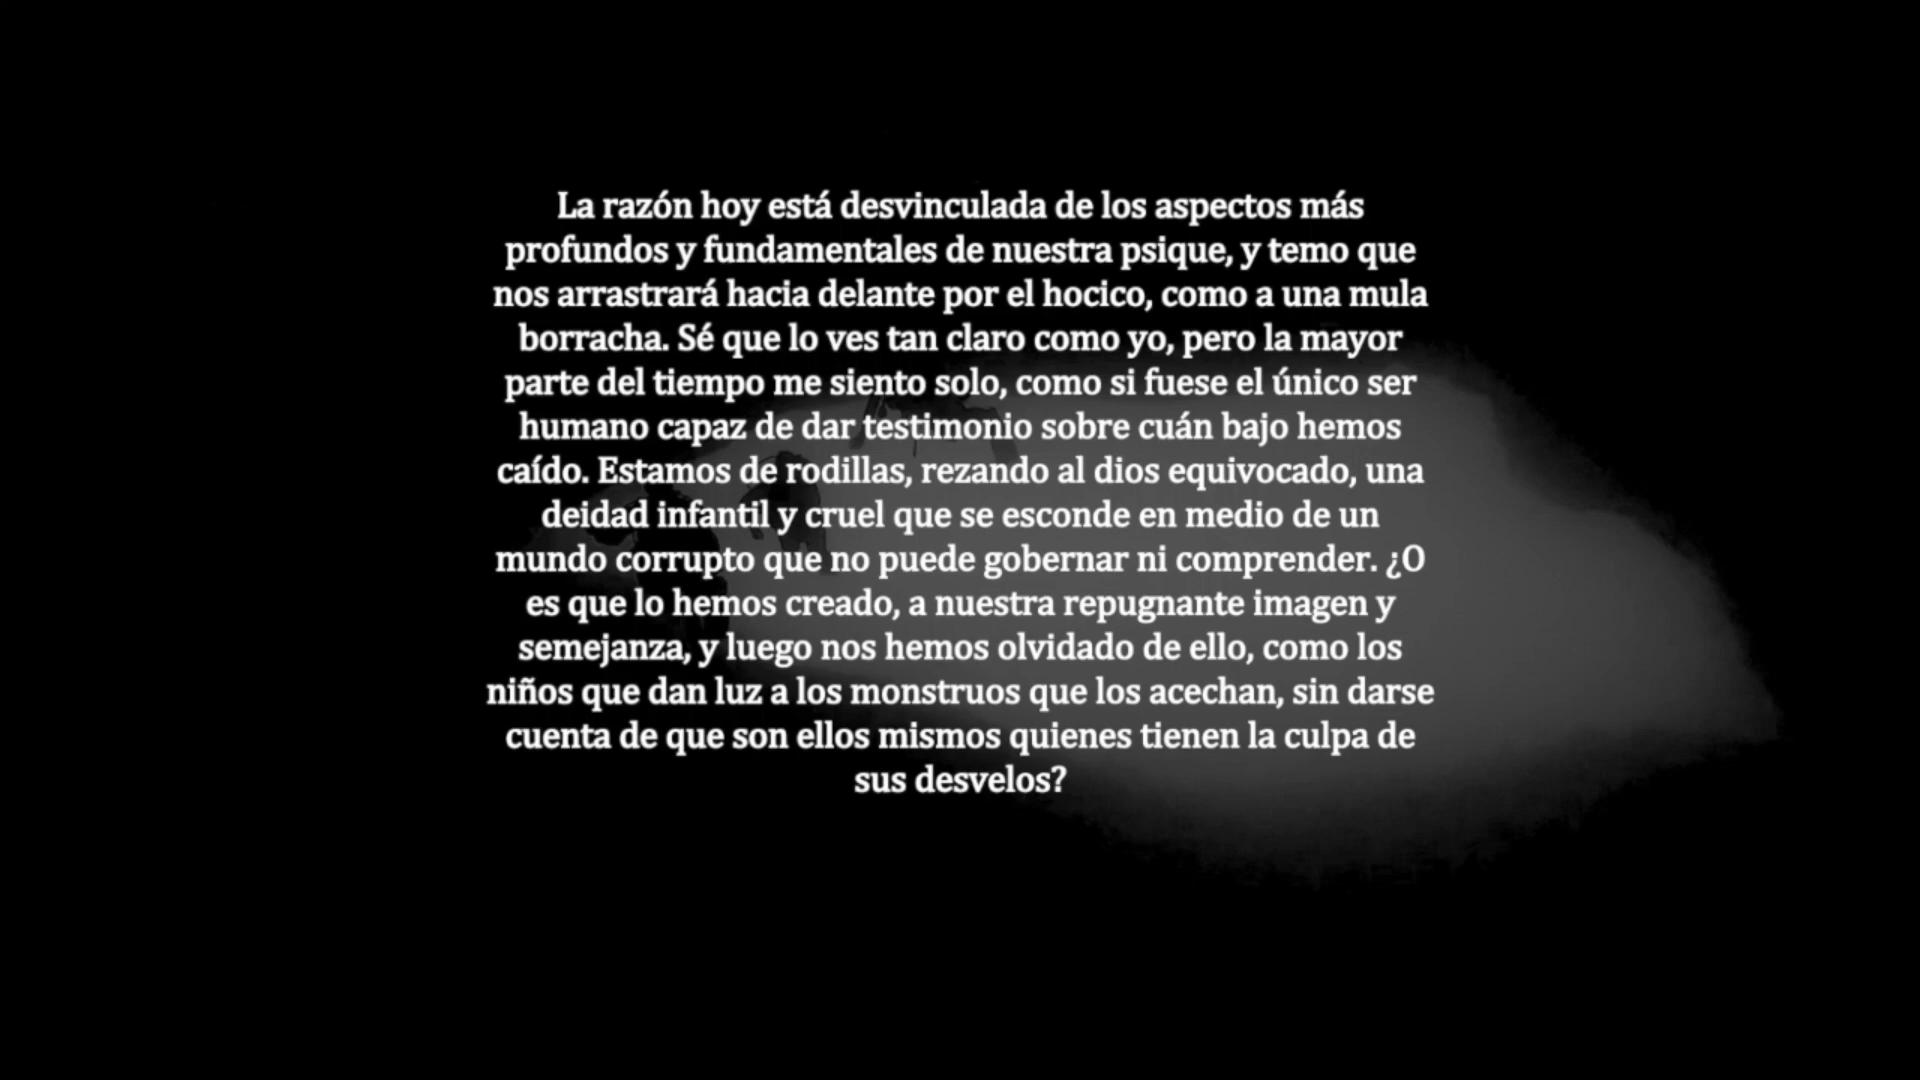 La razón hoy está desvinculada de los aspectos más
profundos y fundamentales de nuestra psique, y temo que
nos arrastrará hacia delante por el hocico, como a una mula
borracha. Sé que lo ves tan claro como yo, pero la mayor
parte del tiempo me siento solo, como si fuese el único ser
humano capaz de dar testimonio sobre cuán bajo hemos
caído. Estamos de rodillas, rezando al dios equivocado, una
deidad infantil y cruel que se esconde en medio de un
mundo corrupto que no puede gobernar ni comprender. ¿O
es que lo hemos creado, a nuestra repugnante imagen y
semejanza, y luego nos hemos olvidado de ello, como los
niños que dan luz a los monstruos que los acechan, sin darse
cuenta de que son ellos mismos quienes tienen la culpa de
sus desvelos?